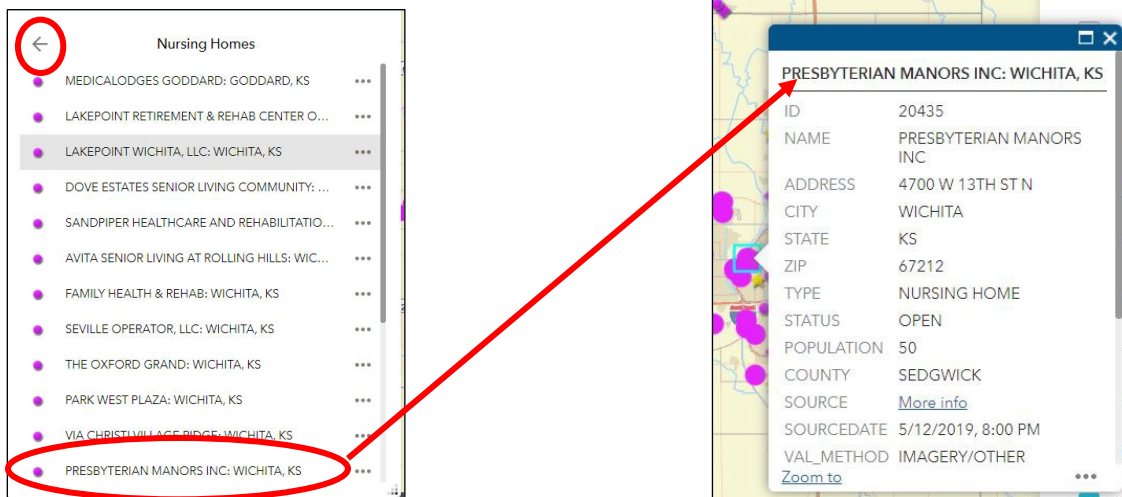 Nursing Homes
MEDICALODGES GODDARD: GODDARD, KS
LAKEPOINT RETIREMENT & REHAB CENTER O...
LAKEPOINT WICHITA, LLC: WICHITA, KS
DOVE ESTATES SENIOR LIVING COMMUNITY: ...
SANDPIPER HEALTHCARE AND REHABILITATIO...
AVITA SENIOR LIVING AT ROLLING HILLS: WIC...
FAMILY HEALTH & REHAB: WICHITA, KS
SEVILLE OPERATOR, LLC: WICHITA, KS
THE OXFORD GRAND: WICHITA, KS
PARK WEST PLAZA: WICHITA, KS
VIA CHRISTI VILLAGE RIDGE: WICHITA, KS
PRESBYTERIAN MANORS INC: WICHITA, KS
PRESBYTERIAN MANORS INC: WICHITA, KS
ID 20435
NAME PRESBYTERIAN MANORS
INC
ADDRESS 4700 W 13TH ST N
CITY WICHITA
STATE KS
ZIP 67212
TYPE NURSING HOME
STATUS OPEN
POPULATION 50
COUNTY SEDGWICK
SOURCE More info
SOURCEDATE 5/12/2019, 8:00 PM
VAL_METHOD IMAGERY/OTHER
Zoom to